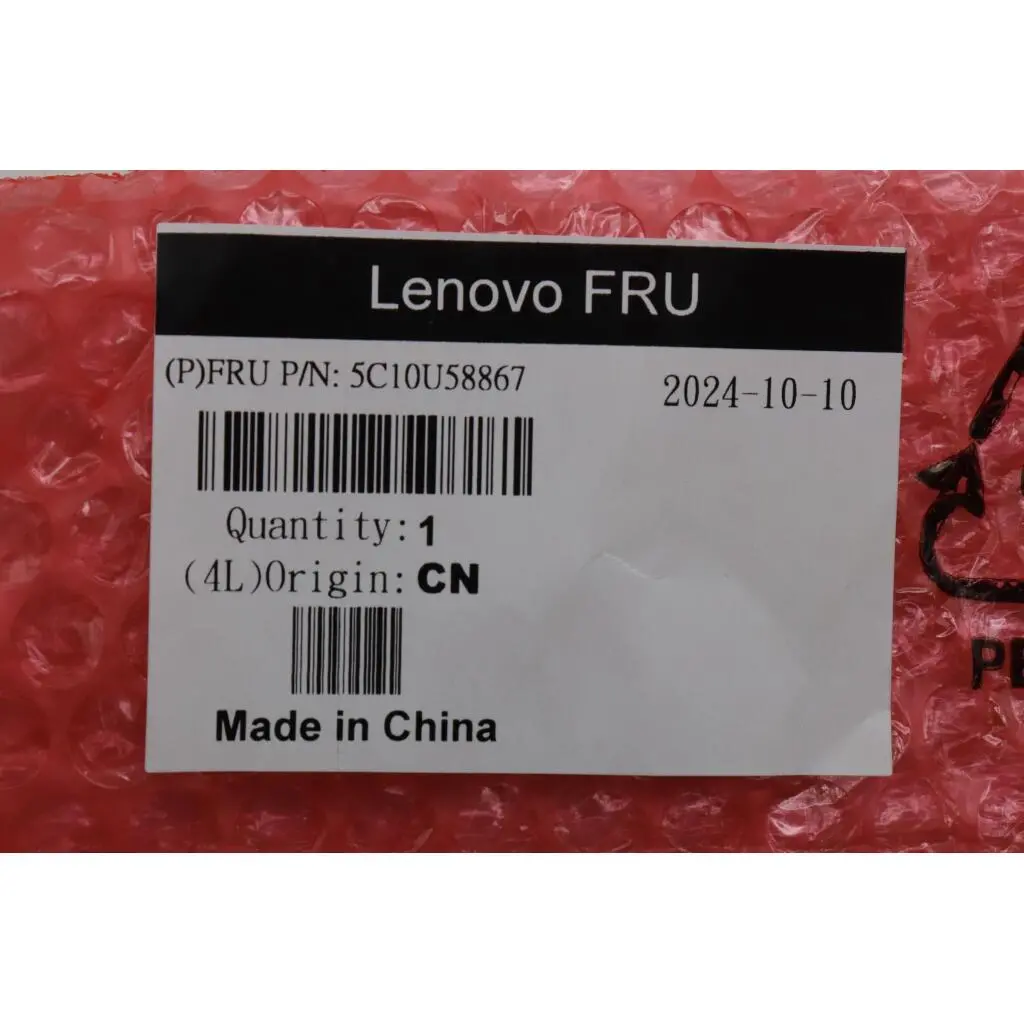 Lenovo FRU
(P)FRU P/N: 5C10U58867
2024-10-10
Quantity: 1
(4L)Origin: CN
Made in China